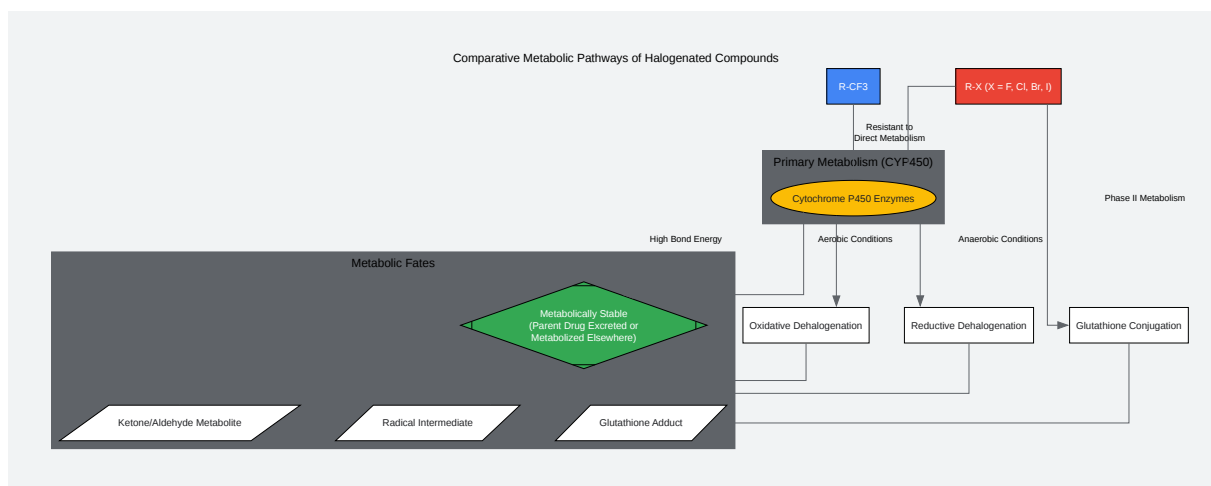 Comparative Metabolic Pathways of Halogenated Compounds
R-CF3
R-X (X = F, Cl, Br, I)
Resistant to
Direct Metabolism
Primary Metabolism (CYP450)
Cytochrome P450 Enzymes
Phase II Metabolism
High Bond Energy
Aerobic Conditions
Anaerobic Conditions
Metabolic Fates
Metabolically Stable
(Parent Drug Excreted or
Metabolized Elsewhere)
Oxidative Dehalogenation
Reductive Dehalogenation
Glutathione Conjugation
Ketone/Aldehyde Metabolite
Radical Intermediate
Glutathione Adduct